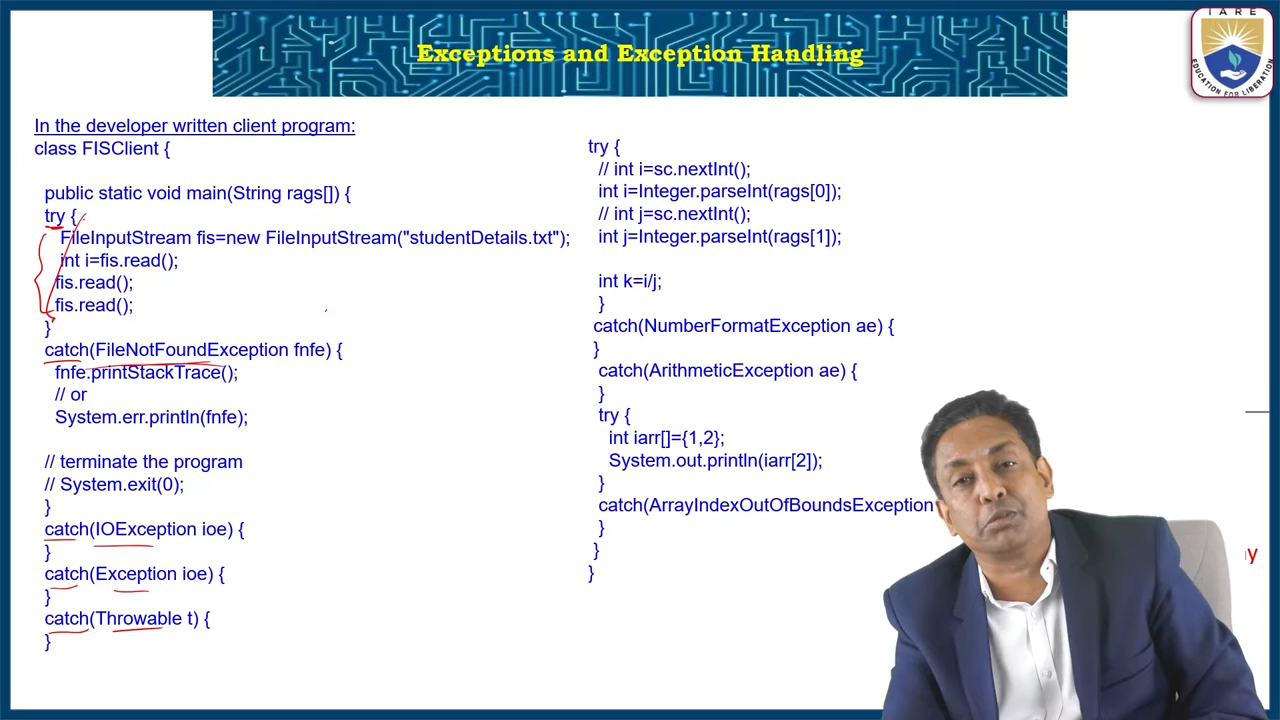 Exceptions and Exception Handling
IARE
EDUCATION FOR LIBERATION
In the developer written client program:
class FISClient {
public static void main(String rags[]) {
try {
FileInputStream fis=new FileInputStream("studentDetails.txt");
int i=fis.read();
fis.read();
fis.read();
}
catch(FileNotFoundException fnfe) {
fnfe.printStackTrace();
// or
System.err.println(fnfe);
// terminate the program
// System.exit(0);
}
catch(IOException ioe) {
}
catch(Exception ioe) {
}
catch(Throwable t) {
}
try {
// int i=sc.nextInt();
int i=Integer.parseInt(rags[0]);
// int j=sc.nextInt();
int j=Integer.parseInt(rags[1]);
int k=i/j;
}
catch(NumberFormatException ae) {
}
catch(ArithmeticException ae) {
}
try {
int iarr[]={1,2};
System.out.println(iarr[2]);
}
catch(ArrayIndexOutOfBoundsException
}
}
}